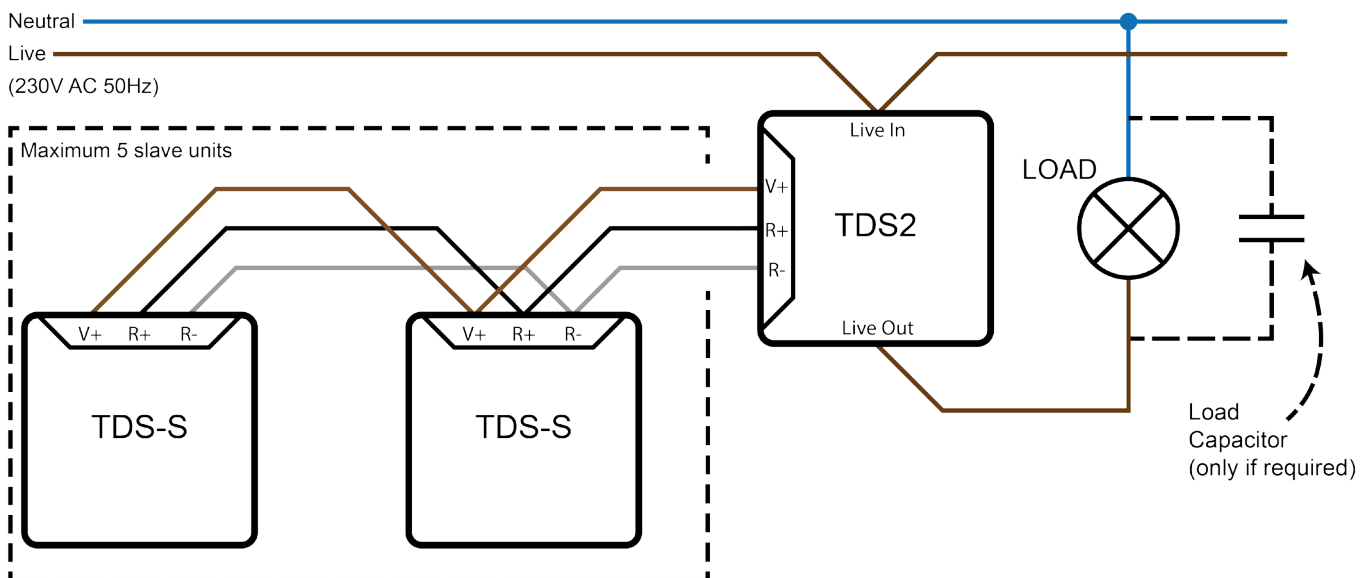 Neutral
Live
(230V AC 50Hz)
Maximum 5 slave units
Live In
V+
R+
R-
TDS2
Live Out
LOAD
V+ R+ R-
TDS-S
V+ R+ R-
TDS-S
Load
Capacitor
(only if required)